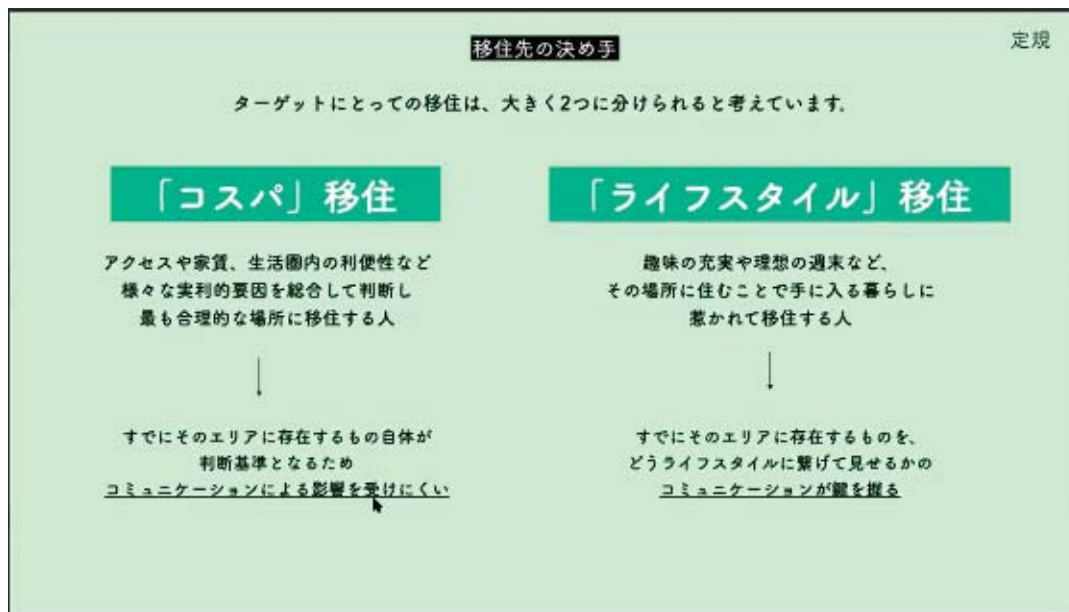 移住先の決め手
定規
ターゲットにとっての移住は、大きく2つに分けられると考えています。
「コスパ」移住
アクセスや家賃、生活圏内の利便性など
様々な実利的要因を総合して判断し
最も合理的な場所に移住する人
すでにそのエリアに存在するもの自体が
判断基準となるため
コミュニケーションによる影響を受けにくい
「ライフスタイル」移住
趣味の充実や理想の週末など、
その場所に住むことで手に入る暮らしに
惹かれて移住する人
すでにそのエリアに存在するものを、
どうライフスタイルに繋げて見せるかの
コミュニケーションが鍵を握る